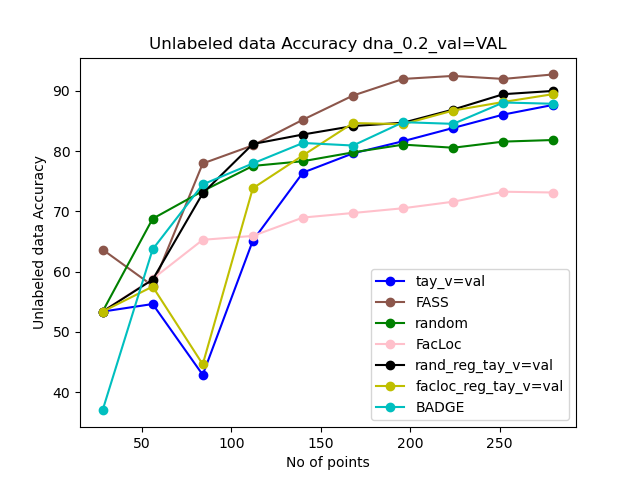 Unlabeled data Accuracy dna_0.2_val=VAL
Unlabeled data Accuracy
90
80
70
60
50
40
50
100
150
200
250
No of points
tay_v=val
FASS
random
FacLoc
rand_reg_tay_v=val
facloc_reg_tay_v=val
BADGE